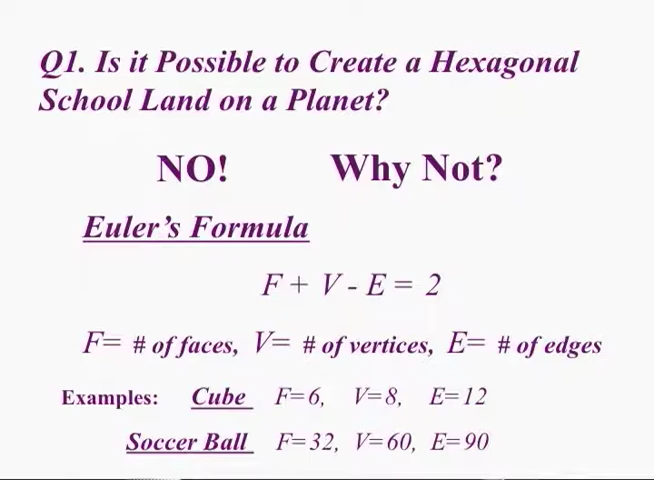 Q1. Is it Possible to Create a Hexagonal
School Land on a Planet?
NO! Why Not?
Euler's Formula
F + V - E = 2
F= # of faces, V= # of vertices, E= # of edges
Examples: Cube F=6, V=8, E=12
Soccer Ball F=32, V=60, E=90